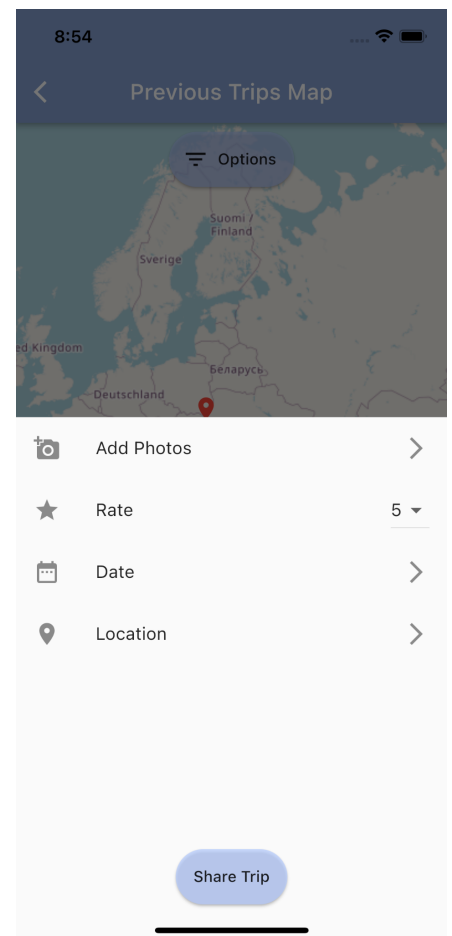 8:54
Previous Trips Map
Options
Suomi /
Finland
Sverige
ed Kingdom
Беларусь
Deutschland
Add Photos
Rate
5
Date
Location
Share Trip